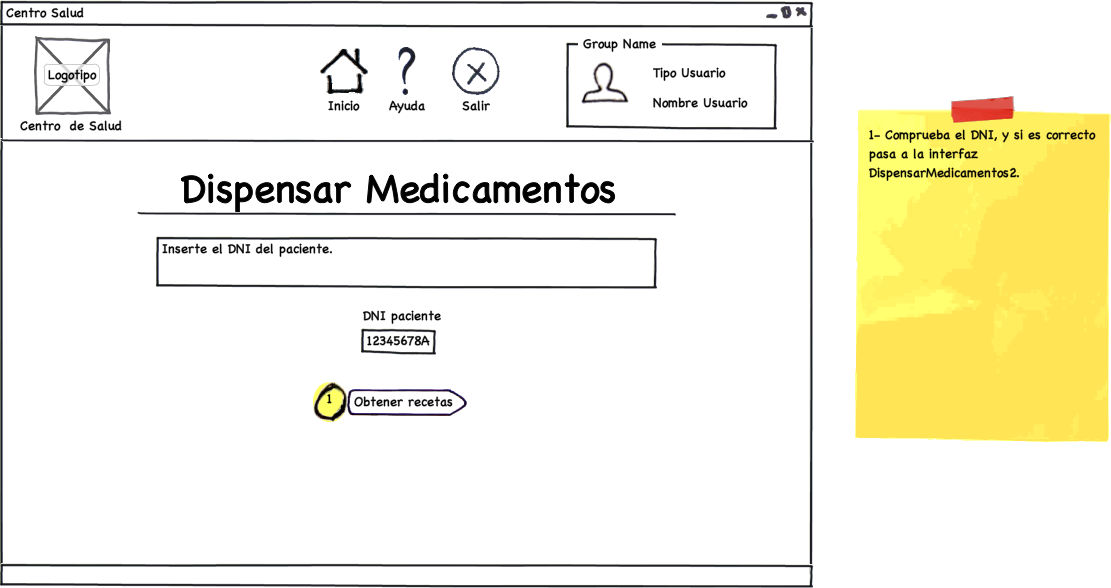 Centro Salud
Logotipo
Centro de Salud
Inicio
Ayuda
Salir
Group Name
Tipo Usuario
Nombre Usuario
Dispensar Medicamentos
Inserte el DNI del paciente.
DNI paciente
12345678A
1
Obtener recetas
1- Comprueba el DNI, y si es correcto
pasa a la interfaz
DispensarMedicamentos2.